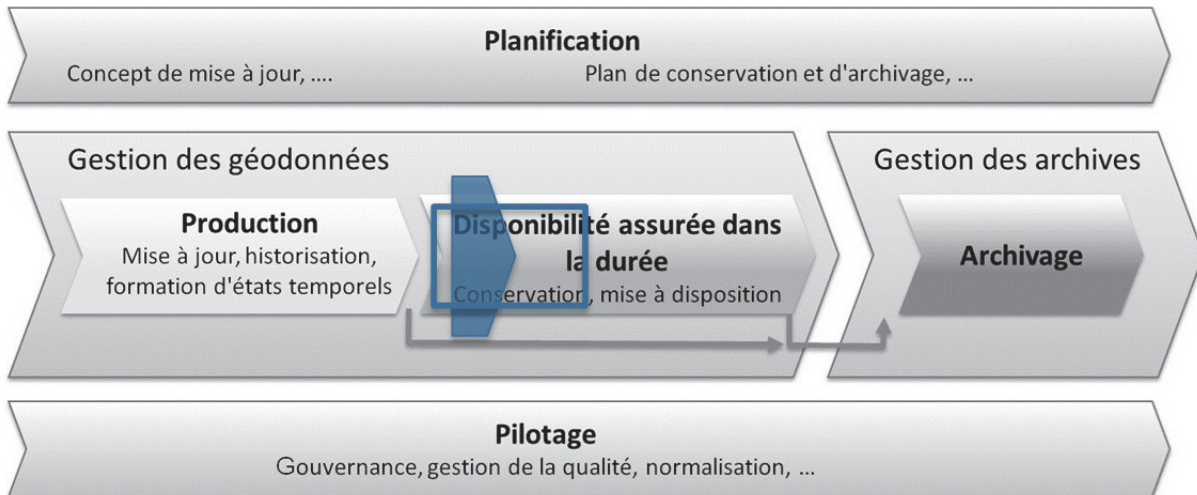 Planification
Concept de mise à jour, ....
Plan de conservation et d'archivage, ...
Gestion des géodonnées
Production
Mise à jour, historisation,
formation d'états temporels
Disponibilité assurée dans
la durée
Conservation, mise à disposition
Gestion des archives
Archivage
Pilotage
Gouvernance, gestion de la qualité, normalisation, ...